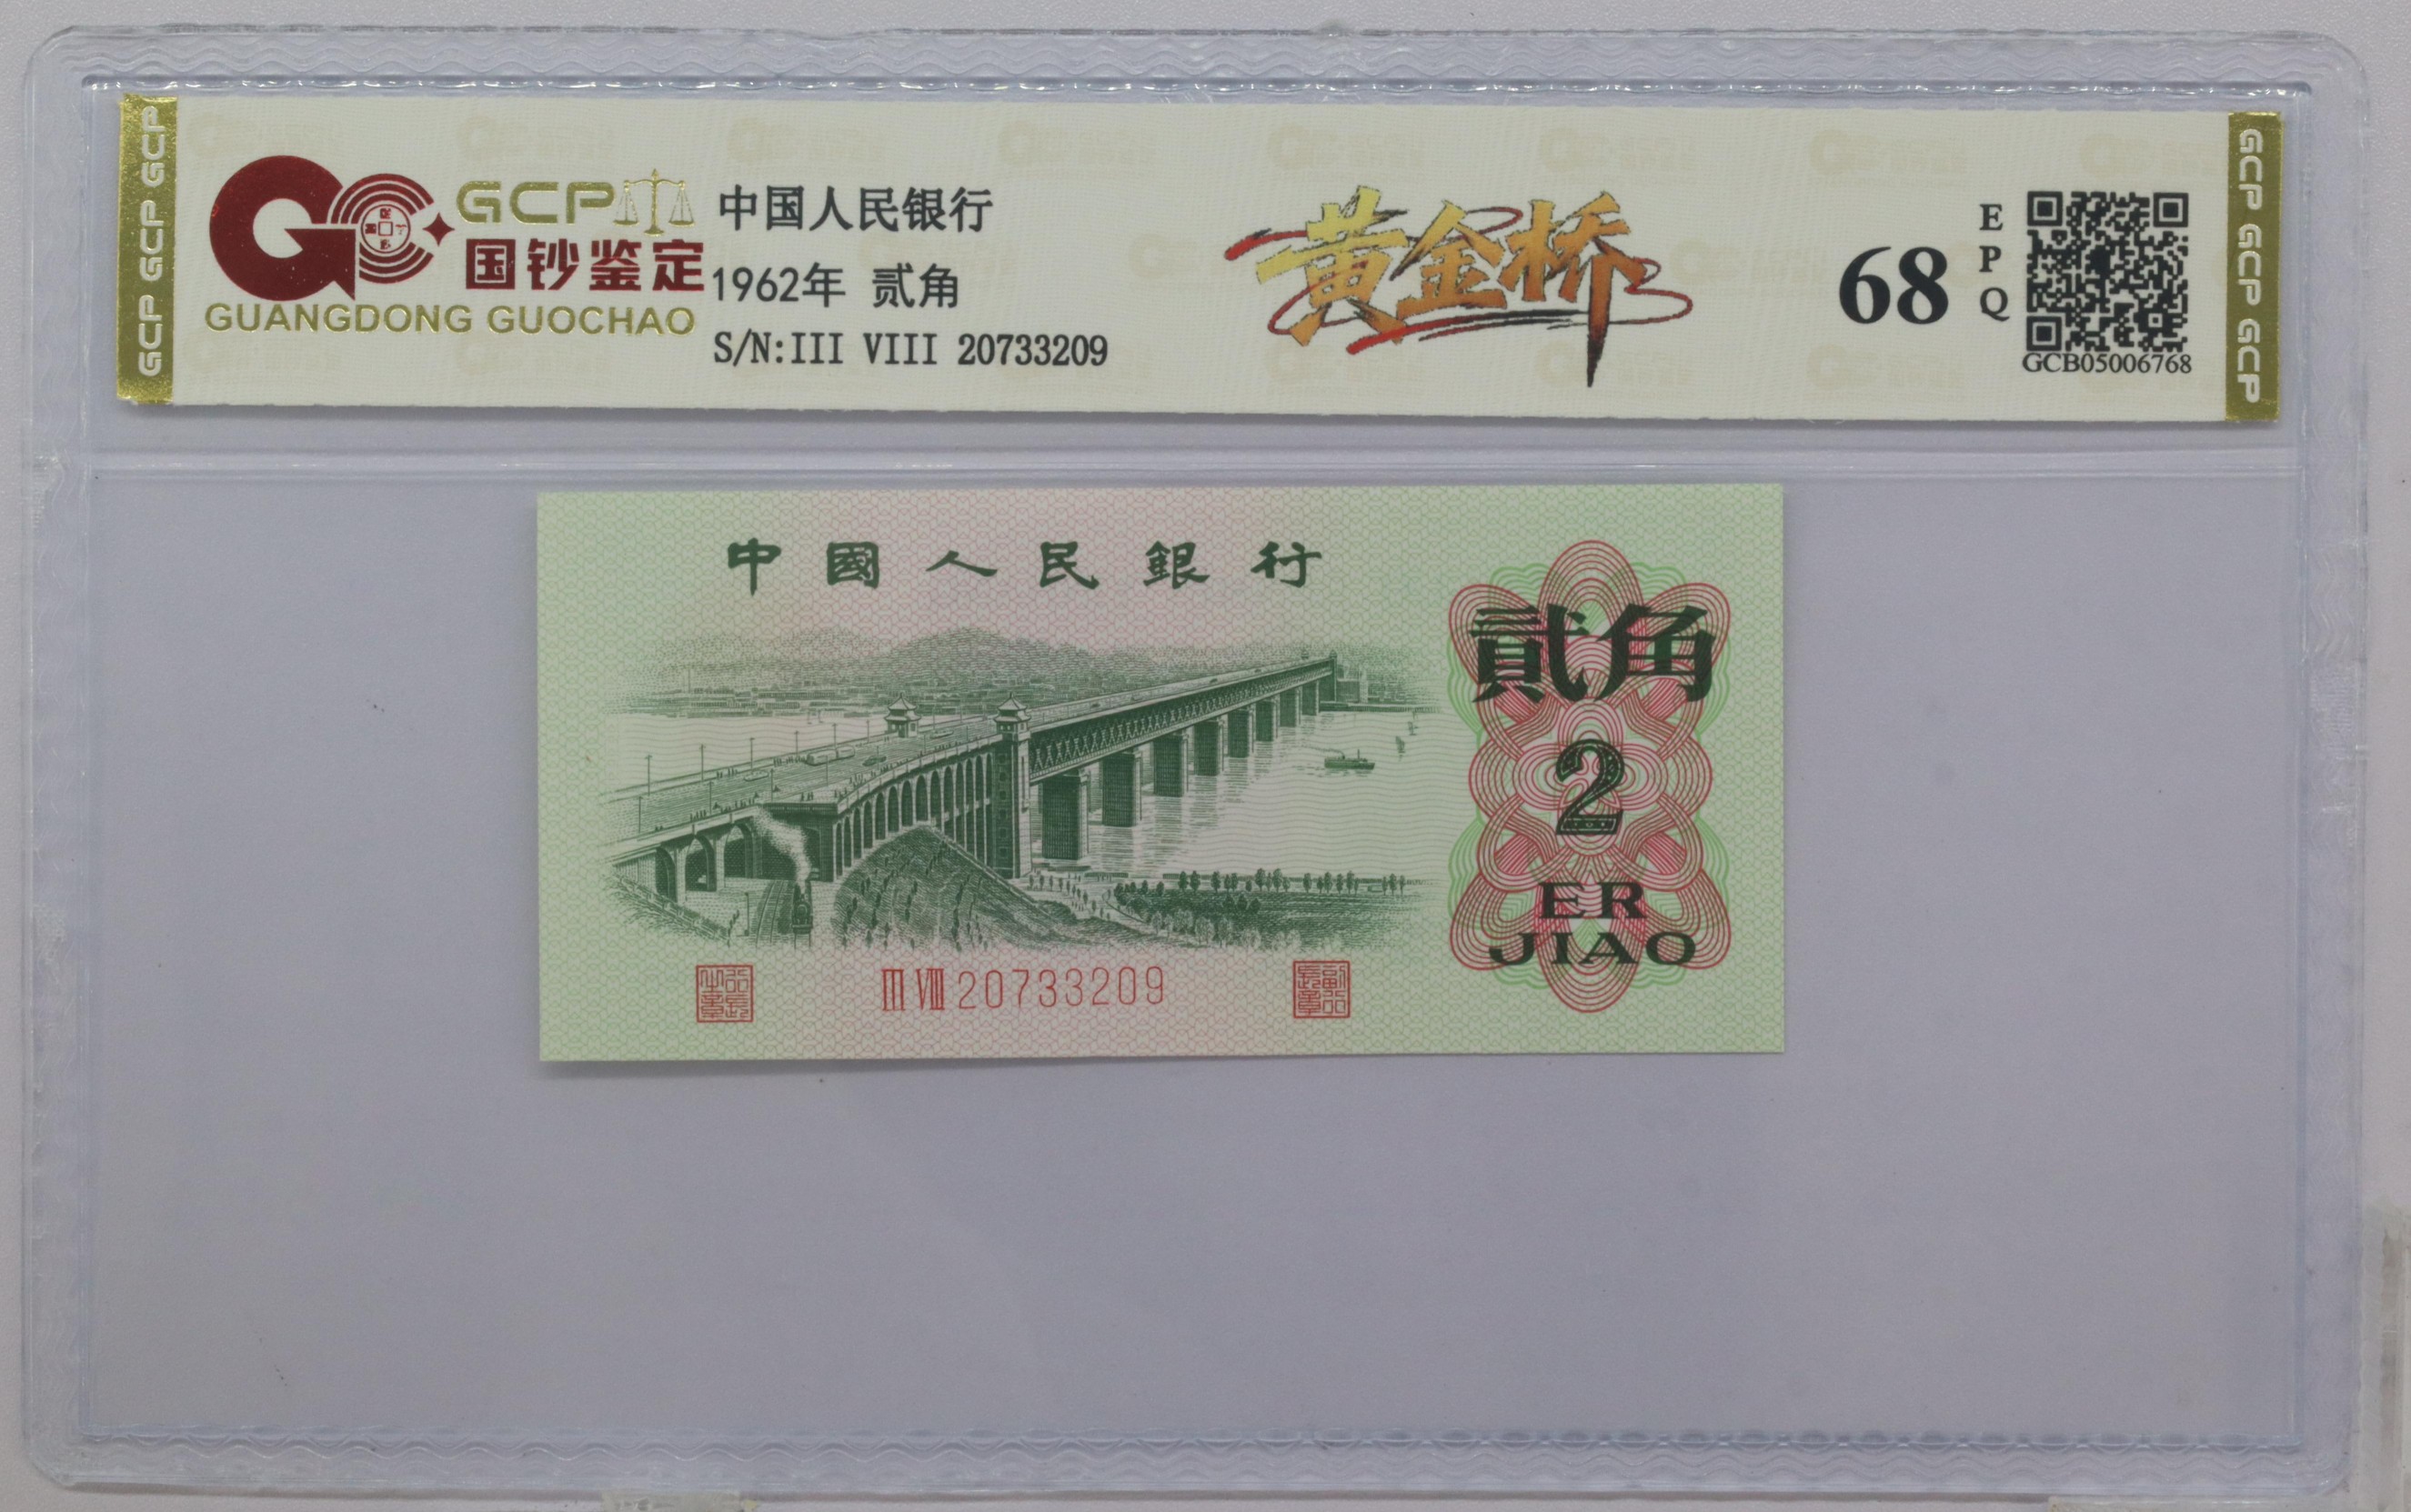 GCP GCP GCP
GCP
国钞鉴定
GUANGDONG GUOCHAO
中国人民银行
1962年 贰角
S/N:III VIII 20733209
黄金桥
68
E
P
Q
GCB05006768
GCP GCP GCP
中國人民銀行
貳角
2
ER
JIAO
III VIII 20733209